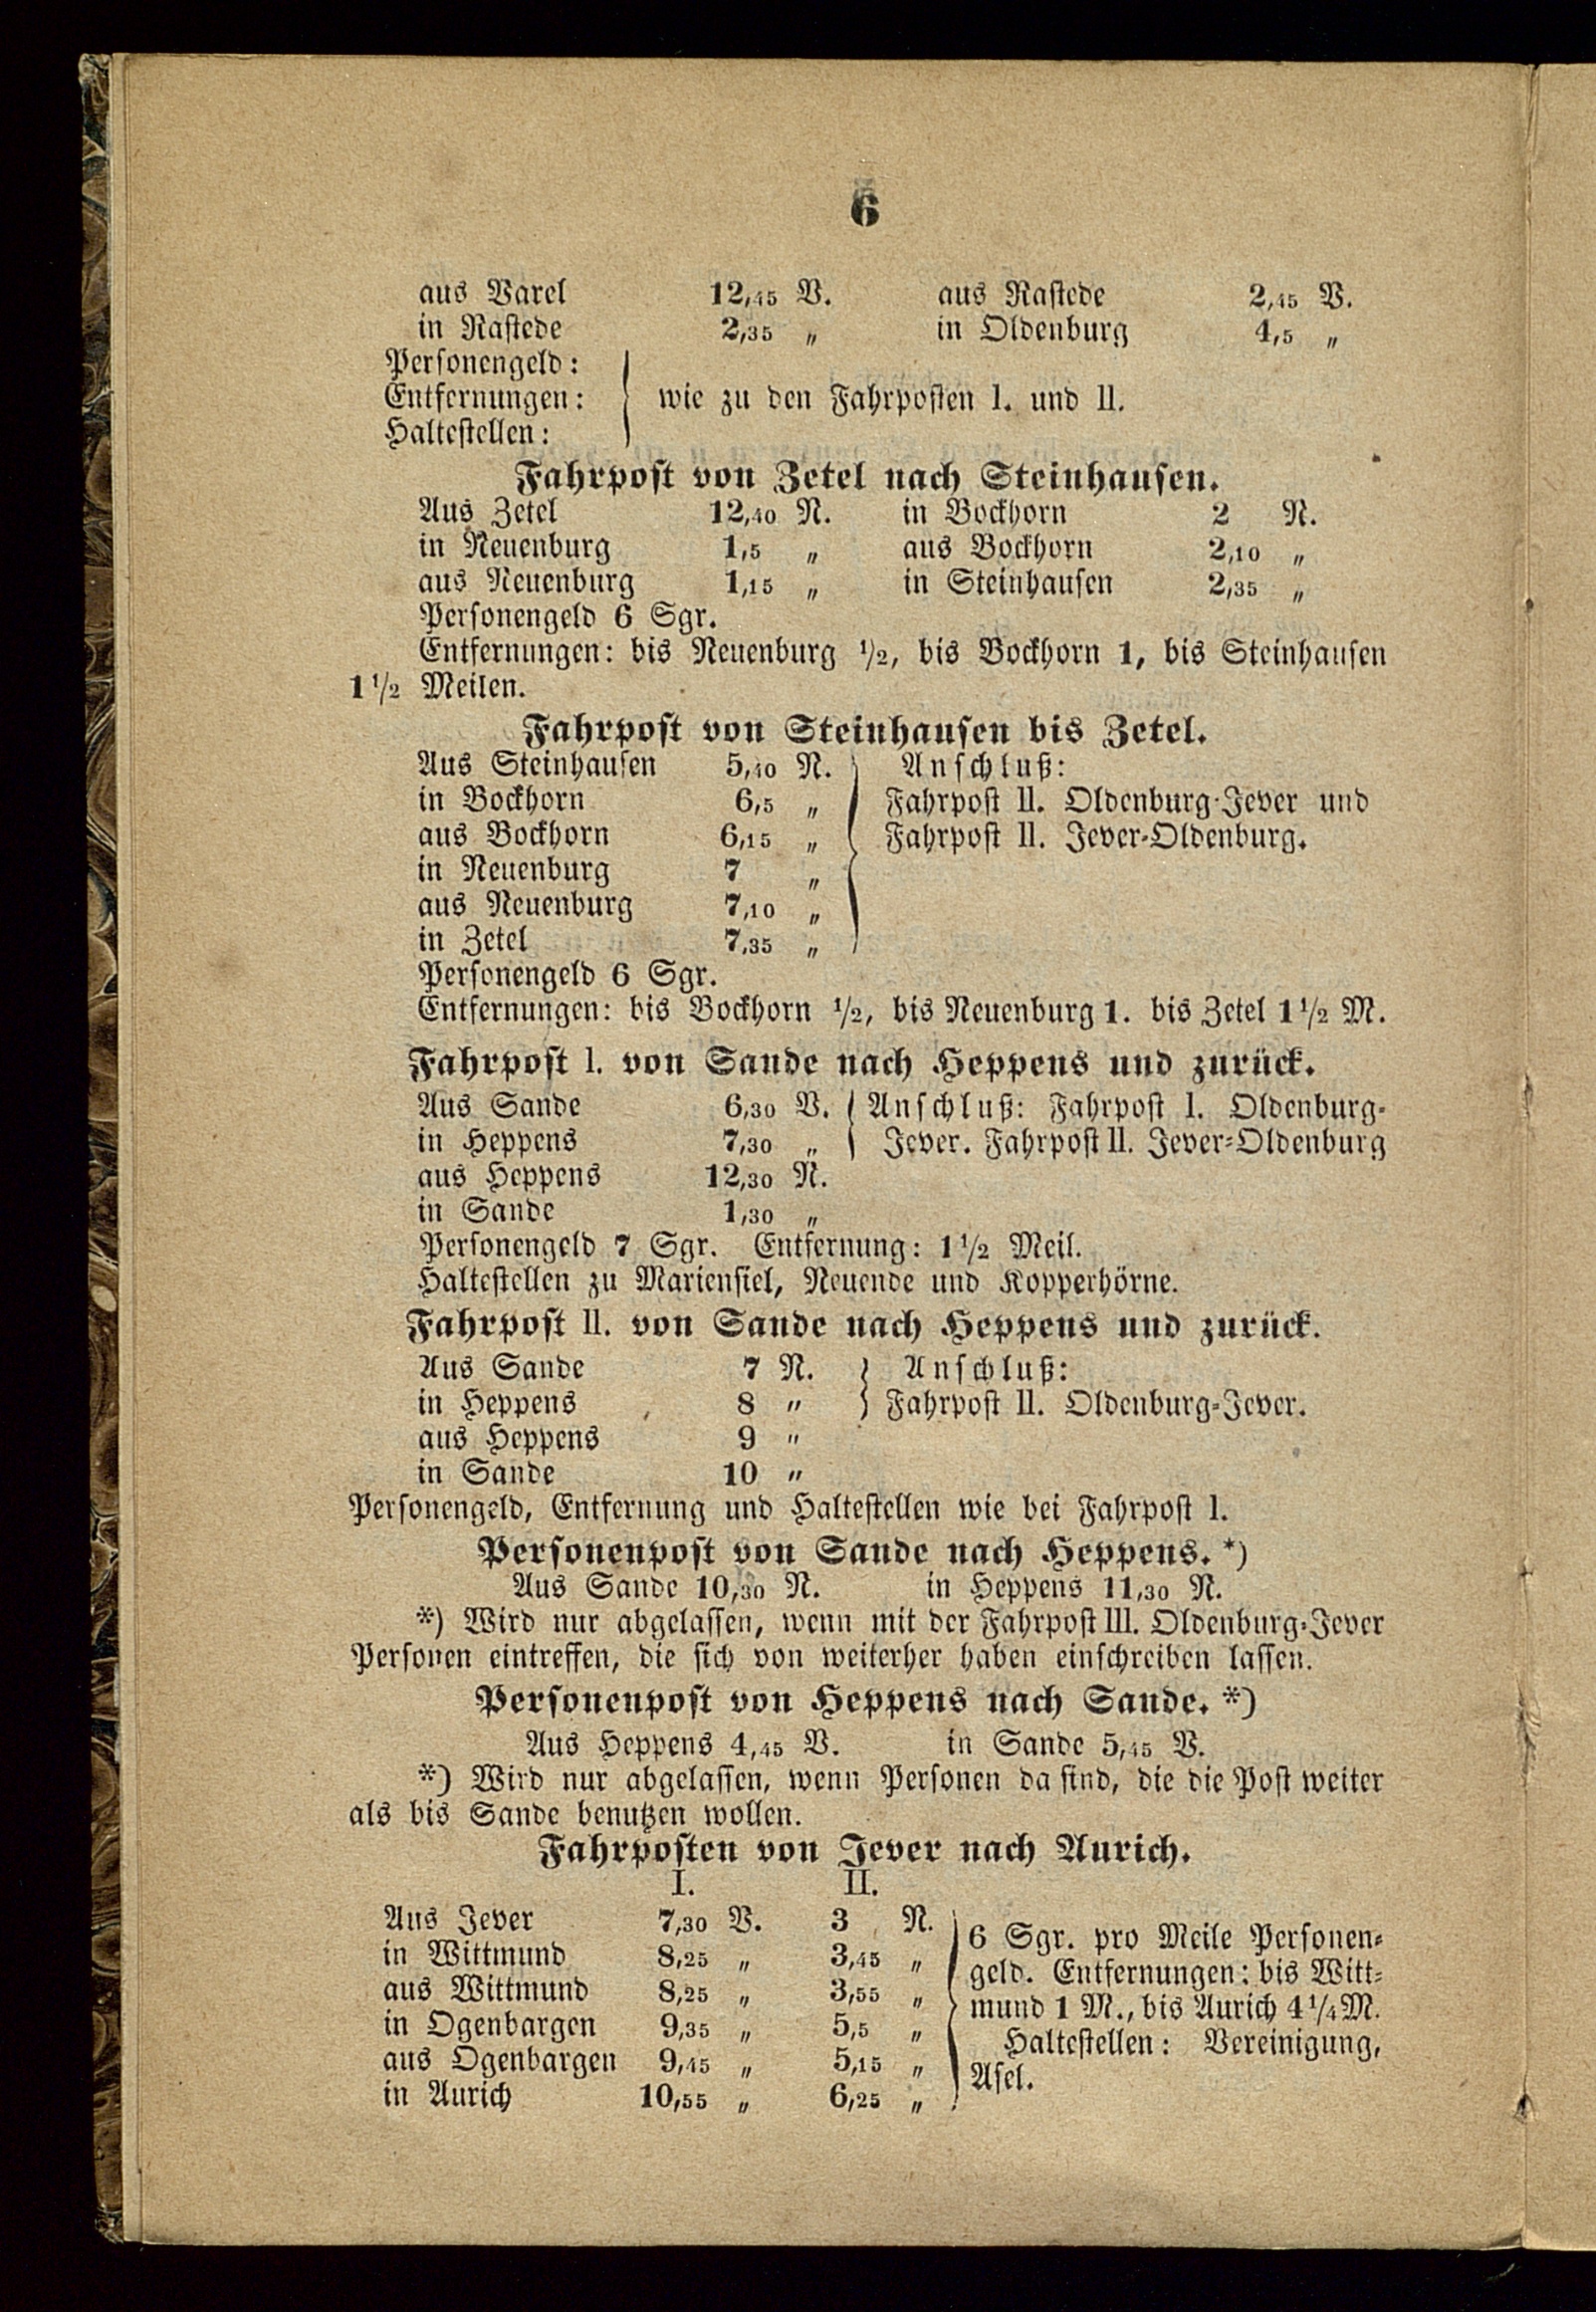 6
aus Varel 12,45 V. aus Rastede 2,45 V.
in Rastede 2,35 „ in Oldenburg 4,5 „
Personengeld:
Entfernungen: } wie zu den Fahrposten I. und II.
Haltestellen:
Fahrpost von Zetel nach Steinhausen.
Aus Zetel 12,40 N. in Bockhorn 2 N.
in Neuenburg 1,5 „ aus Bockhorn 2,10 „
aus Neuenburg 1,15 „ in Steinhausen 2,35 „
Personengeld 6 Sgr.
Entfernungen: bis Neuenburg ½, bis Bockhorn 1, bis Steinhausen
1½ Meilen.
Fahrpost von Steinhausen bis Zetel.
Aus Steinhausen 5,40 N. Anschluß:
in Bockhorn 6,5 „ Fahrpost II. Oldenburg-Jever und
aus Bockhorn 6,15 „ Fahrpost II. Jever-Oldenburg.
in Neuenburg 7 „
aus Neuenburg 7,10 „
in Zetel 7,35 „
Personengeld 6 Sgr.
Entfernungen: bis Bockhorn ½, bis Neuenburg 1. bis Zetel 1½ M.
Fahrpost I. von Sande nach Heppens und zurück.
Aus Sande 6,30 V. Anschluß: Fahrpost I. Oldenburg-
in Heppens 7,30 „ Jever. Fahrpost II. Jever-Oldenburg
aus Heppens 12,30 N.
in Sande 1,30 „
Personengeld 7 Sgr. Entfernung: 1½ Meil.
Haltestellen zu Mariensiel, Neuende und Kopperhörne.
Fahrpost II. von Sande nach Heppens und zurück.
Aus Sande 7 N. Anschluß:
in Heppens 8 „ Fahrpost II. Oldenburg-Jever.
aus Heppens 9 „
in Sande 10 „
Personengeld, Entfernung und Haltestellen wie bei Fahrpost I.
Personenpost von Sande nach Heppens. *)
Aus Sande 10,30 N. in Heppens 11,30 N.
*) Wird nur abgelassen, wenn mit der Fahrpost III. Oldenburg-Jever
Personen eintreffen, die sich von weiterher haben einschreiben lassen.
Personenpost von Heppens nach Sande. *)
Aus Heppens 4,45 V. in Sande 5,45 V.
*) Wird nur abgelassen, wenn Personen da sind, die die Post weiter
als bis Sande benutzen wollen.
Fahrposten von Jever nach Aurich.
I. II.
Aus Jever 7,30 V. 3 N. 6 Sgr. pro Meile Personen-
in Wittmund 8,25 „ 3,45 „ geld. Entfernungen: bis Witt-
aus Wittmund 8,25 „ 3,55 „ mund 1 M., bis Aurich 4¼ M.
in Ogenbargen 9,35 „ 5,5 „ Haltestellen: Vereinigung,
aus Ogenbargen 9,45 „ 5,15 „ Asel.
in Aurich 10,55 „ 6,25 „